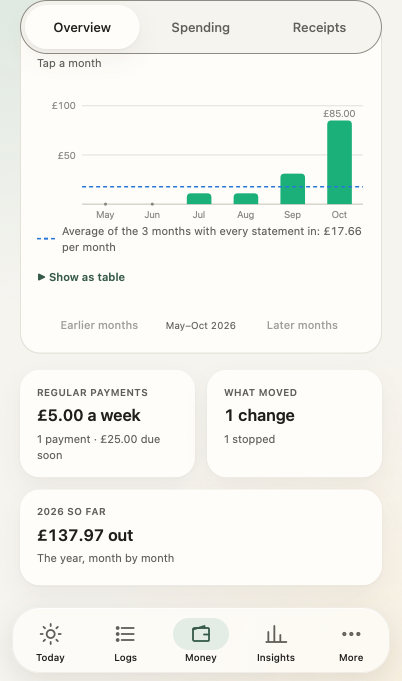 Overview
Spending
Receipts
Tap a month
£100
£50
£85.00
May
Jun
Jul
Aug
Sep
Oct
Average of the 3 months with every statement in: £17.66
per month
Show as table
Earlier months
May–Oct 2026
Later months
REGULAR PAYMENTS
£5.00 a week
1 payment · £25.00 due
soon
WHAT MOVED
1 change
1 stopped
2026 SO FAR
£137.97 out
The year, month by month
Today
Logs
Money
Insights
More